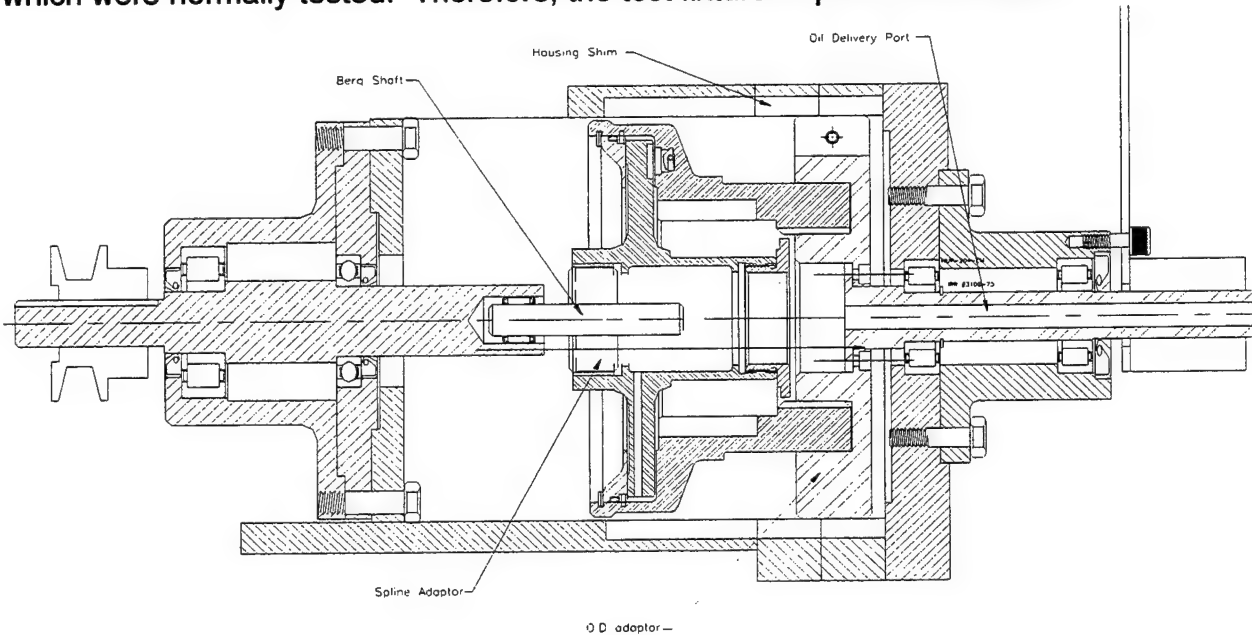 which were normally tested. Therefore, the test
Oil Delivery Port
Housing Shim
Berg Shaft
Spline Adaptor
O D adaptor